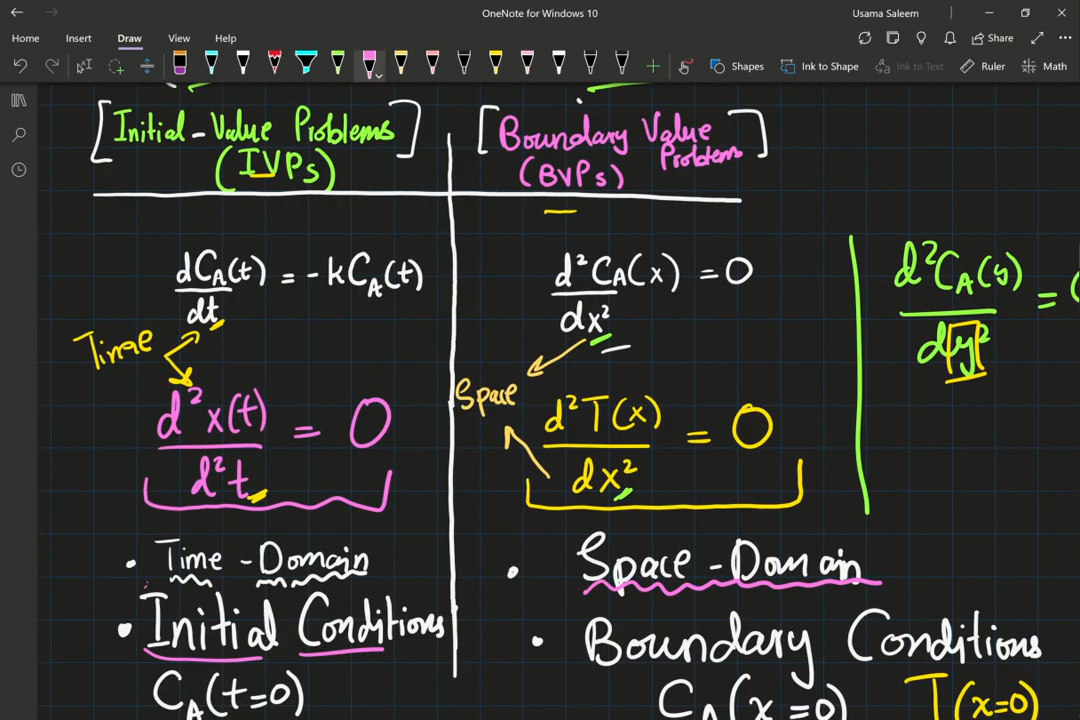 OneNote for Windows 10
Usama Saleem
Home Insert Draw View Help
Share
Shapes Ink to Shape Ink to Text Ruler Math
[Initial-Value Problems
(IVPs)]
[Boundary Value
Problems
(BVPs)]
dCA(t)/dt = -kCA(t)
Time
d²x(t)/d²t = 0
• Time-Domain
• Initial Conditions
CA(t=0)
d²CA(x)/dx² = 0
Space
d²T(x)/dx² = 0
• Space-Domain
• Boundary Conditions
CA(x=0) T(x=0)
d²CA(y)/dy² =